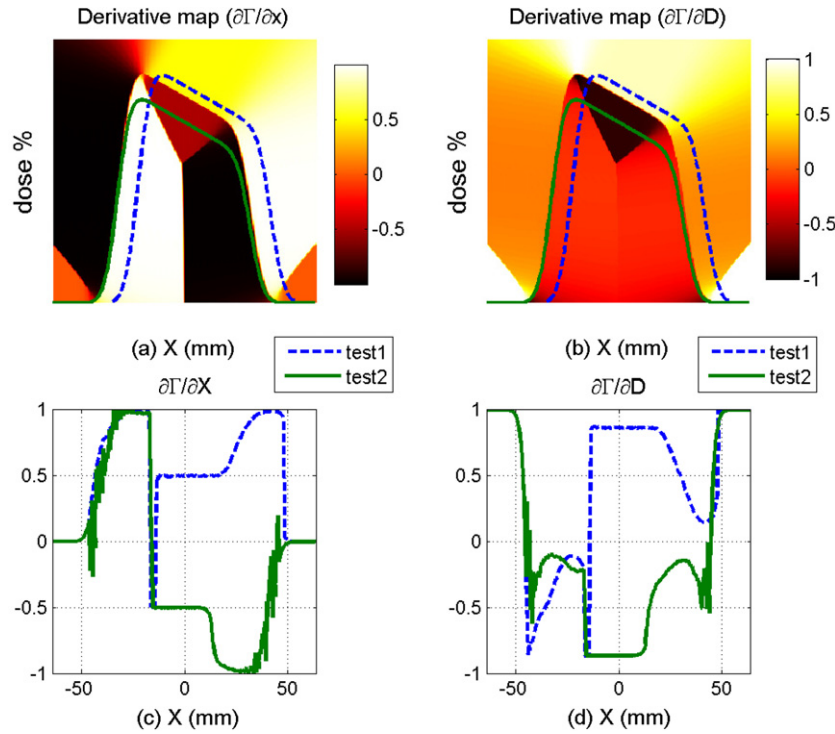 Derivative map (∂Γ/∂x)
Derivative map (∂Γ/∂D)
dose %
0.5
0
-0.5
dose %
1
0.5
0
-0.5
-1
(a) X (mm)
(b) X (mm)
test1
test2
test1
test2
∂Γ/∂X
∂Γ/∂D
1
0.5
0
-0.5
-1
-50
0
50
1
0.5
0
-0.5
-1
-50
0
50
(c) X (mm)
(d) X (mm)